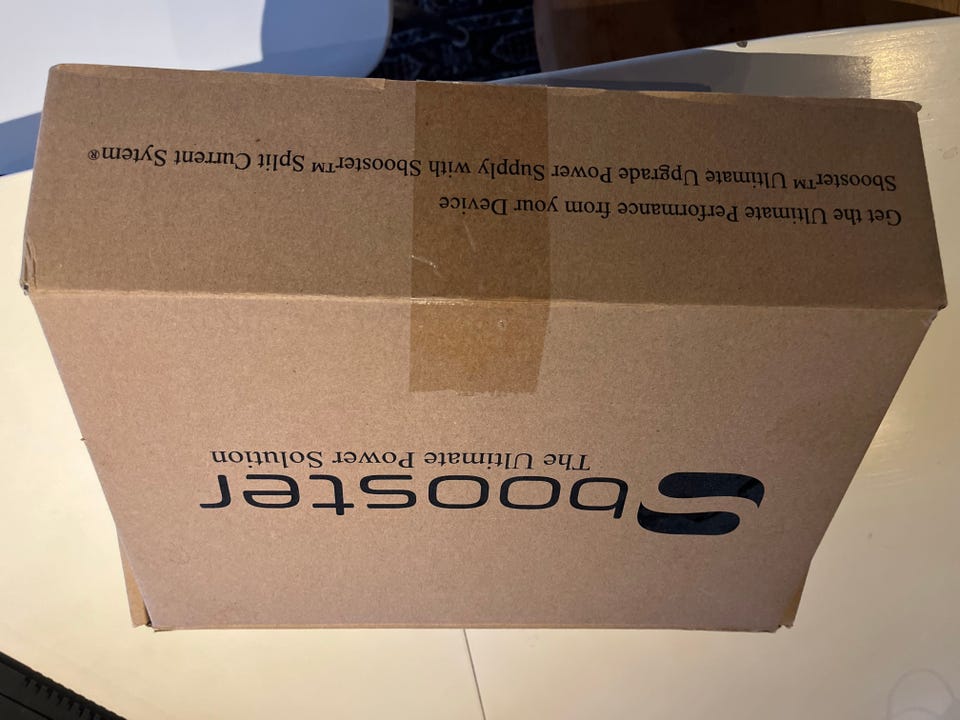 Sbooster
The Ultimate Power Solution
Get the Ultimate Performance from your Device
Sbooster™ Ultimate Upgrade Power Supply with Sbooster™ Split Current Sytem®